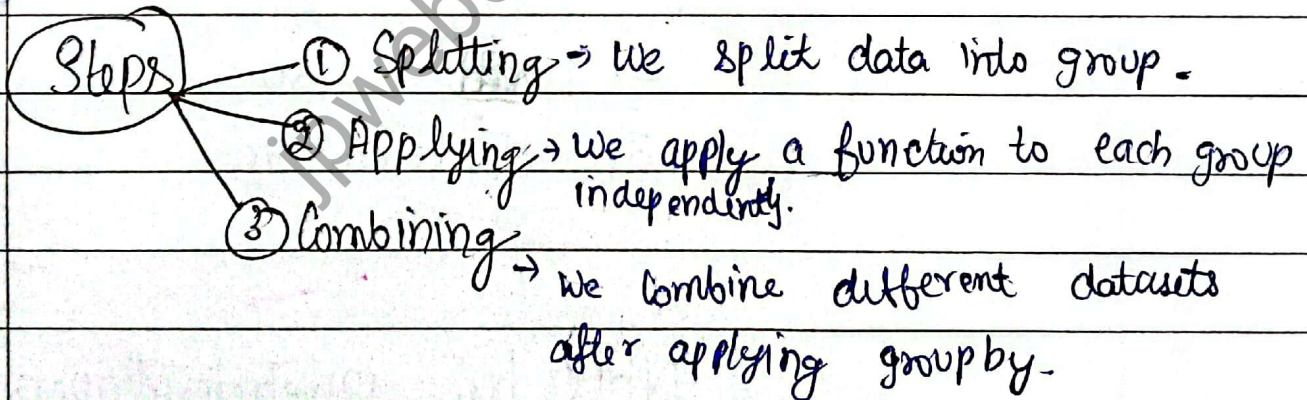 Steps
① Splitting → We split data into group.
② Applying → We apply a function to each group
independently.
③ Combining
→ We Combine different datasets
after applying groupby.
jpwebo